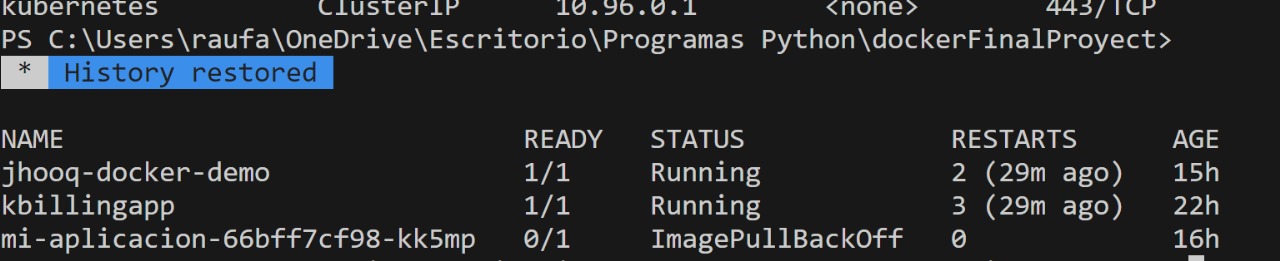 kubernetes ClusterIP 10.96.0.1 <none> 443/TCP
PS C:\Users\raufa\OneDrive\Escritorio\Programas Python\dockerFinalProyect>
* History restored
NAME READY STATUS RESTARTS AGE
jhooq-docker-demo 1/1 Running 2 (29m ago) 15h
kbillingapp 1/1 Running 3 (29m ago) 22h
mi-aplicacion-66bff7cf98-kk5mp 0/1 ImagePullBackOff 0 16h